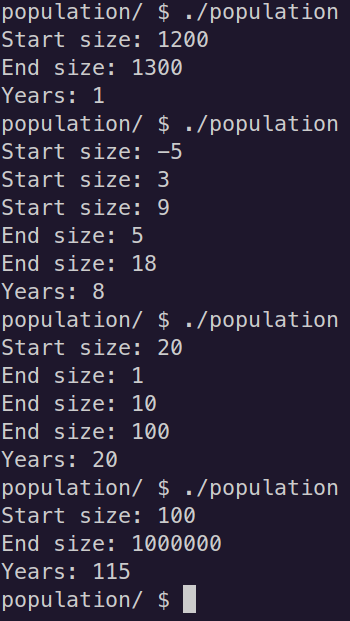 population/ $ ./population
Start size: 1200
End size: 1300
Years: 1
population/ $ ./population
Start size: -5
Start size: 3
Start size: 9
End size: 5
End size: 18
Years: 8
population/ $ ./population
Start size: 20
End size: 1
End size: 10
End size: 100
Years: 20
population/ $ ./population
Start size: 100
End size: 1000000
Years: 115
population/ $